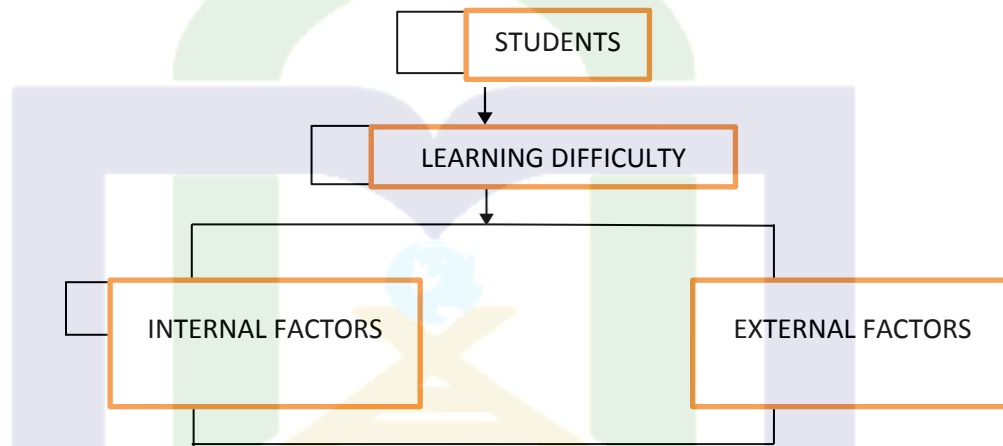 STUDENTS
LEARNING DIFFICULTY
INTERNAL FACTORS
EXTERNAL FACTORS